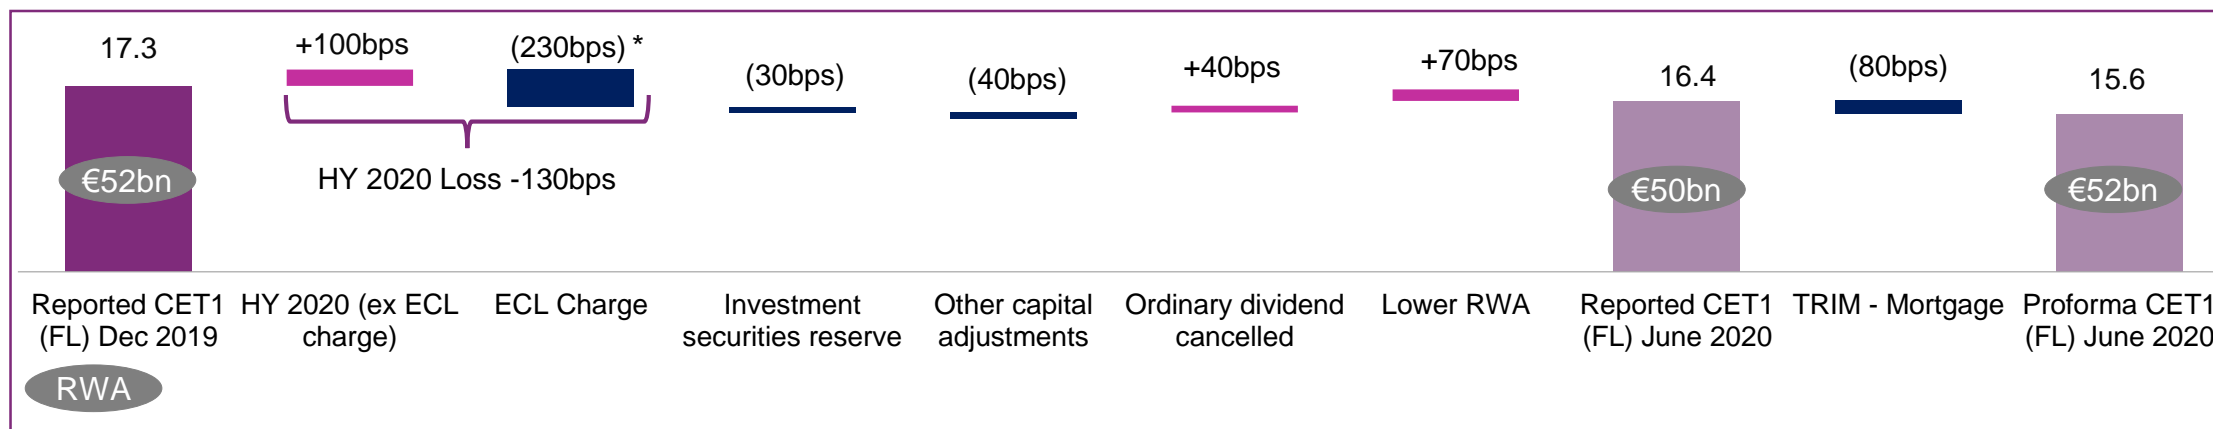 17.3
+100bps
(230bps) *
(30bps)
(40bps)
+40bps
+70bps
16.4
(80bps)
15.6
€52bn
HY 2020 Loss -130bps
€50bn
€52bn
Reported CET1
(FL) Dec 2019
HY 2020 (ex ECL
charge)
ECL Charge
Investment
securities reserve
Other capital
adjustments
Ordinary dividend
cancelled
Lower RWA
Reported CET1
(FL) June 2020
TRIM - Mortgage
Proforma CET1
(FL) June 2020
RWA